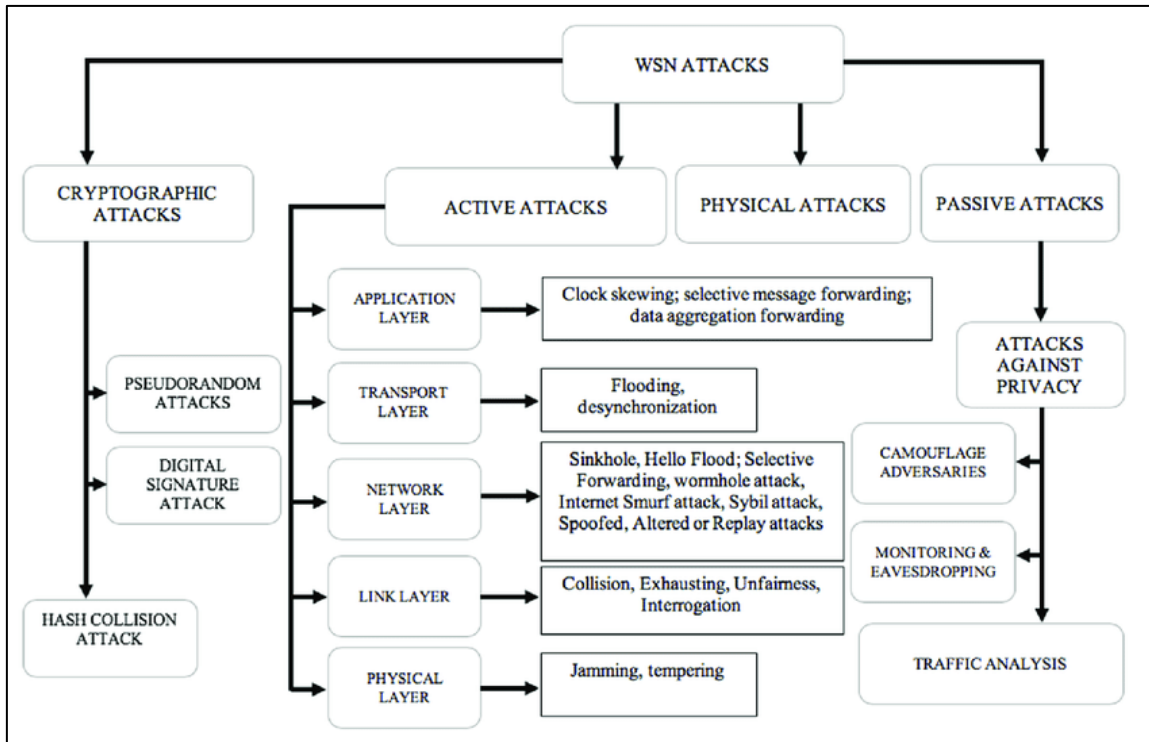 WSN ATTACKS
CRYPTOGRAPHIC
ATTACKS
ACTIVE ATTACKS
PHYSICAL ATTACKS
PASSIVE ATTACKS
APPLICATION
LAYER
Clock skewing; selective message forwarding;
data aggregation forwarding
ATTACKS
AGAINST
PRIVACY
PSEUDORANDOM
ATTACKS
TRANSPORT
LAYER
Flooding,
desynchronization
DIGITAL
SIGNATURE
ATTACK
NETWORK
LAYER
Sinkhole, Hello Flood; Selective
Forwarding, wormhole attack,
Internet Smurf attack, Sybil attack,
Spoofed, Altered or Replay attacks
CAMOUFLAGE
ADVERSARIES
MONITORING &
EAVESDROPPING
LINK LAYER
Collision, Exhausting, Unfairness,
Interrogation
HASH COLLISION
ATTACK
PHYSICAL
LAYER
Jamming, tempering
TRAFFIC ANALYSIS